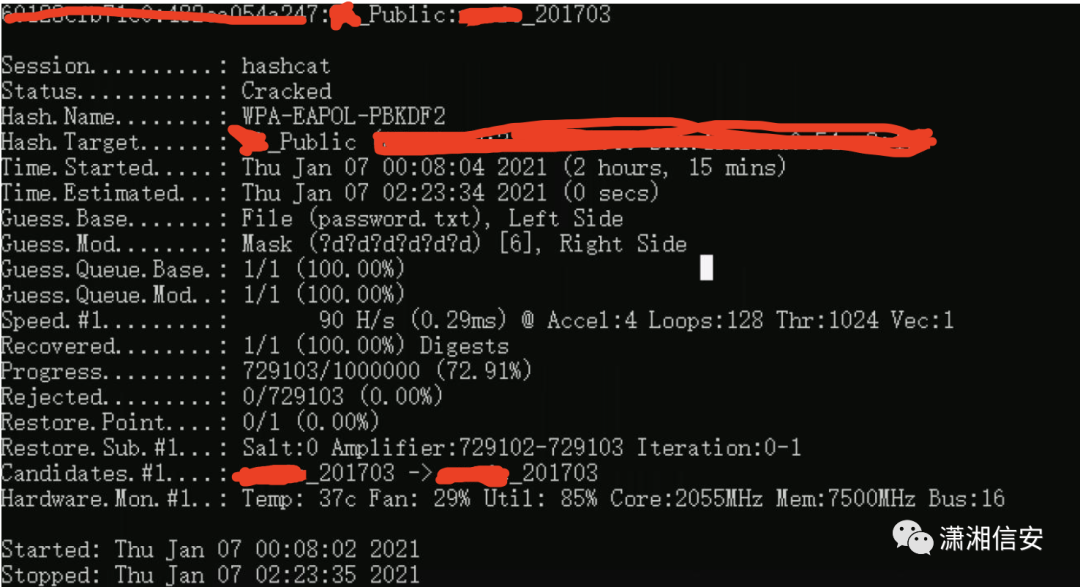 _Public: _201703
Session..........: hashcat
Status...........: Cracked
Hash.Name........: WPA-EAPOL-PBKDF2
Hash.Target......: _Public
Time.Started.....: Thu Jan 07 00:08:04 2021 (2 hours, 15 mins)
Time.Estimated...: Thu Jan 07 02:23:34 2021 (0 secs)
Guess.Base.......: File (password.txt), Left Side
Guess.Mod........: Mask (?d?d?d?d?d?d) [6], Right Side
Guess.Queue.Base.: 1/1 (100.00%)
Guess.Queue.Mod..: 1/1 (100.00%)
Speed.#1.........: 90 H/s (0.29ms) @ Accel:4 Loops:128 Thr:1024 Vec:1
Recovered........: 1/1 (100.00%) Digests
Progress.........: 729103/1000000 (72.91%)
Rejected.........: 0/729103 (0.00%)
Restore.Point....: 0/1 (0.00%)
Restore.Sub.#1...: Salt:0 Amplifier:729102-729103 Iteration:0-1
Candidates.#1....: _201703 -> _201703
Hardware.Mon.#1..: Temp: 37c Fan: 29% Util: 85% Core:2055MHz Mem:7500MHz Bus:16
Started: Thu Jan 07 00:08:02 2021
Stopped: Thu Jan 07 02:23:35 2021
潇湘信安